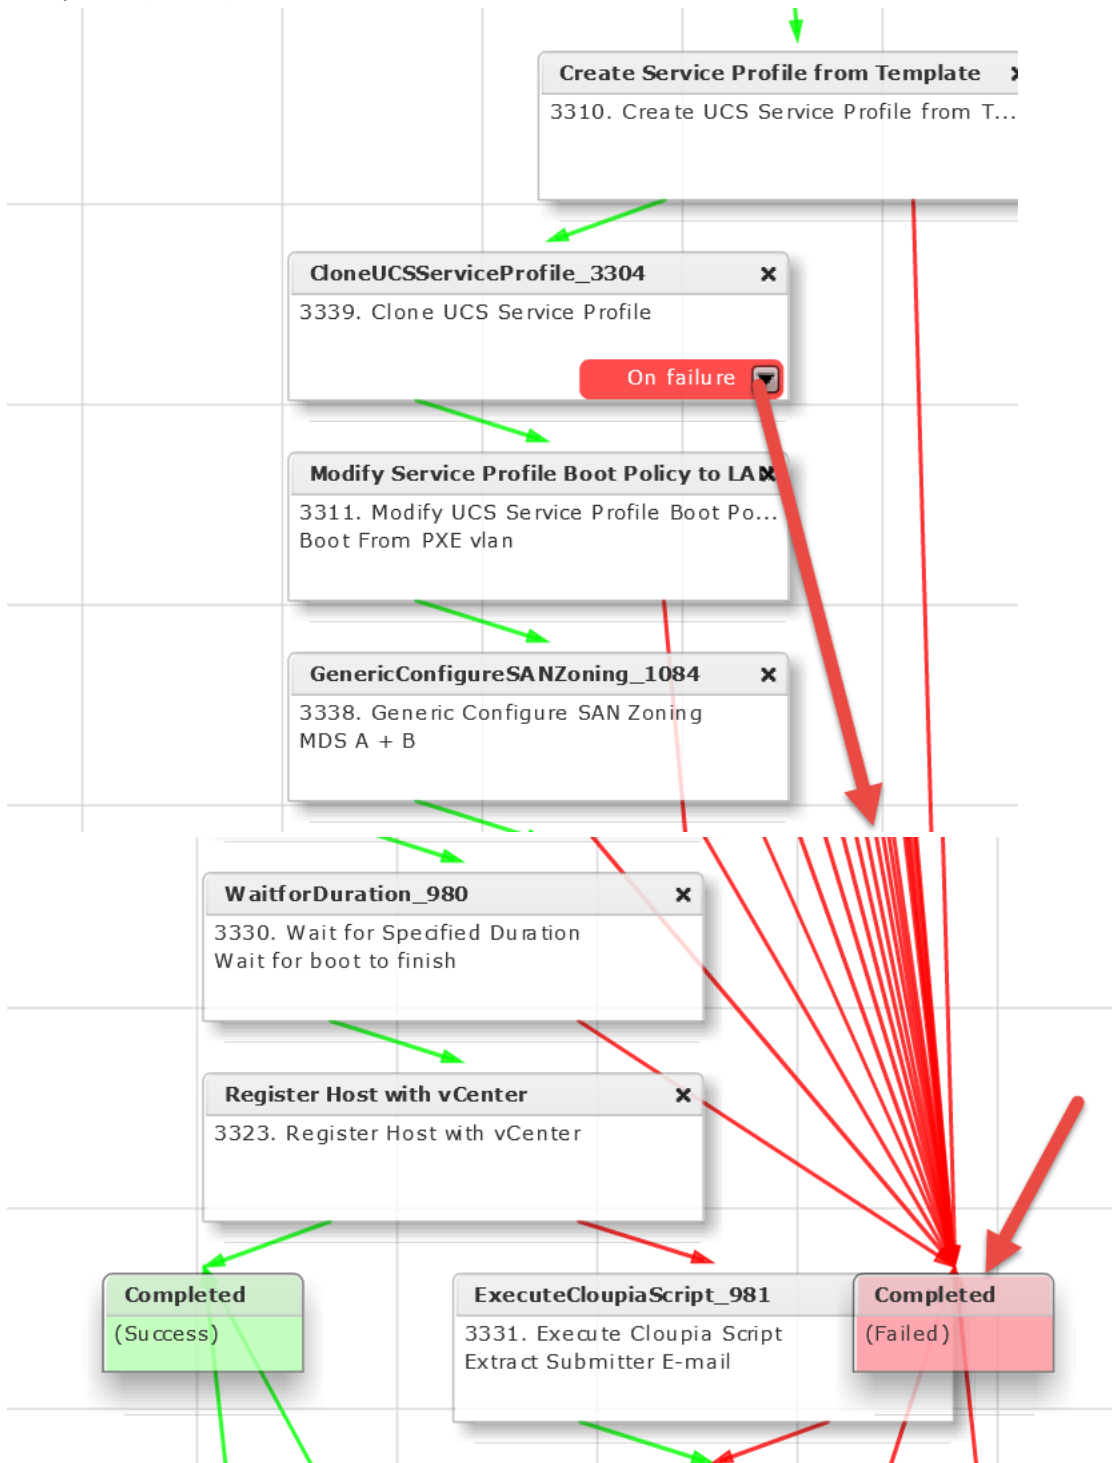 Create Service Profile from Template
3310. Create UCS Service Profile from T...
CloneUCSServiceProfile_3304
3339. Clone UCS Service Profile
On failure
Modify Service Profile Boot Policy to LAN
3311. Modify UCS Service Profile Boot Po...
Boot From PXE vlan
GenericConfigureSANZoning_1084
3338. Generic Configure SAN Zoning
MDS A + B
WaitforDuration_980
3330. Wait for Specified Duration
Wait for boot to finish
Register Host with vCenter
3323. Register Host with vCenter
Completed
(Success)
ExecuteCloupiaScript_981
3331. Execute Cloupia Script
Extract Submitter E-mail
Completed
(Failed)